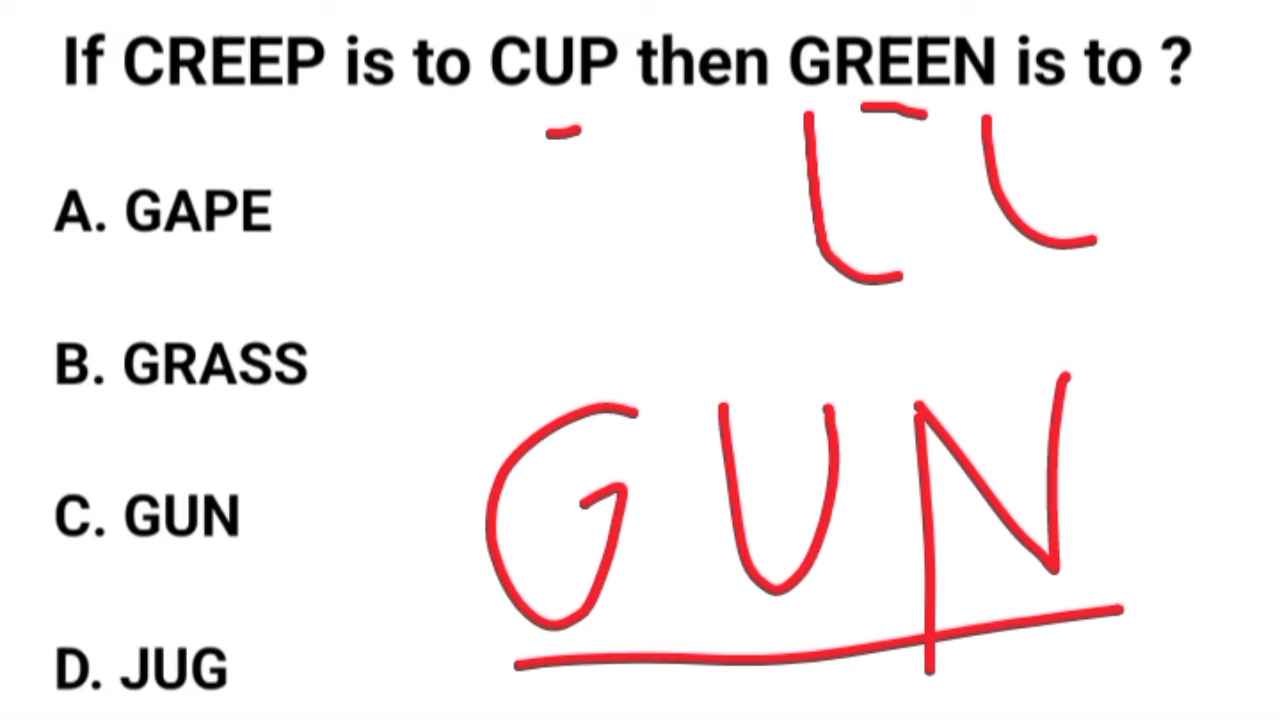 If CREEP is to CUP then GREEN is to ?
A. GAPE
B. GRASS
GUN
C. GUN
D. JUG